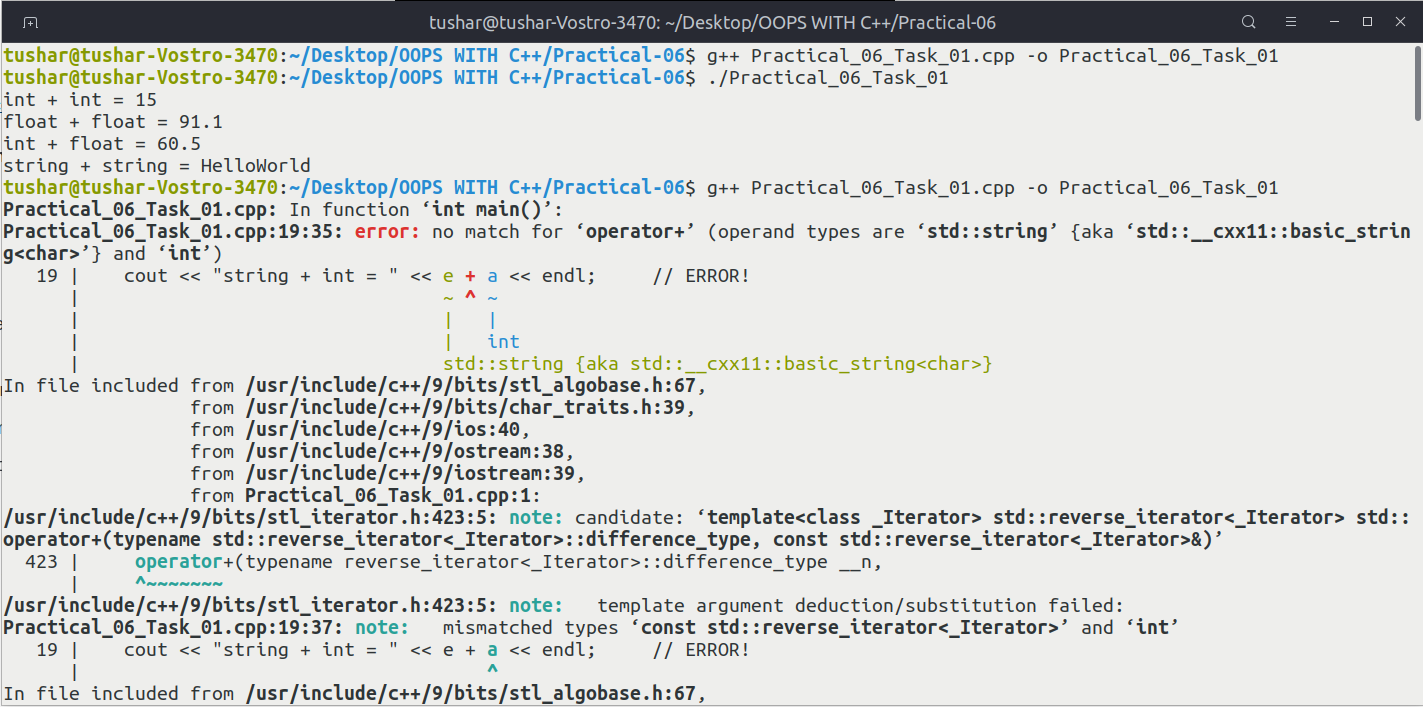 tushar@tushar-Vostro-3470: ~/Desktop/OOPS WITH C++/Practical-06
tushar@tushar-Vostro-3470:~/Desktop/OOPS WITH C++/Practical-06$ g++ Practical_06_Task_01.cpp -o Practical_06_Task_01
tushar@tushar-Vostro-3470:~/Desktop/OOPS WITH C++/Practical-06$ ./Practical_06_Task_01
int + int = 15
float + float = 91.1
int + float = 60.5
string + string = HelloWorld
tushar@tushar-Vostro-3470:~/Desktop/OOPS WITH C++/Practical-06$ g++ Practical_06_Task_01.cpp -o Practical_06_Task_01
Practical_06_Task_01.cpp: In function ‘int main()’:
Practical_06_Task_01.cpp:19:35: error: no match for ‘operator+’ (operand types are ‘std::string’ {aka ‘std::__cxx11::basic_strin
g<char>’} and ‘int’)
   19 |    cout << "string + int = " << e + a << endl;     // ERROR!
      |                                 ~ ^ ~
      |                                 |   |
      |                                 |   int
      |                                 std::string {aka std::__cxx11::basic_string<char>}
In file included from /usr/include/c++/9/bits/stl_algobase.h:67,
                 from /usr/include/c++/9/bits/char_traits.h:39,
                 from /usr/include/c++/9/ios:40,
                 from /usr/include/c++/9/ostream:38,
                 from /usr/include/c++/9/iostream:39,
                 from Practical_06_Task_01.cpp:1:
/usr/include/c++/9/bits/stl_iterator.h:423:5: note: candidate: ‘template<class _Iterator> std::reverse_iterator<_Iterator> std::
operator+(typename std::reverse_iterator<_Iterator>::difference_type, const std::reverse_iterator<_Iterator>&)’
  423 |     operator+(typename reverse_iterator<_Iterator>::difference_type __n,
      |     ^~~~~~~~
/usr/include/c++/9/bits/stl_iterator.h:423:5: note:   template argument deduction/substitution failed:
Practical_06_Task_01.cpp:19:37: note:   mismatched types ‘const std::reverse_iterator<_Iterator>’ and ‘int’
   19 |    cout << "string + int = " << e + a << endl;     // ERROR!
      |                                     ^
In file included from /usr/include/c++/9/bits/stl_algobase.h:67,